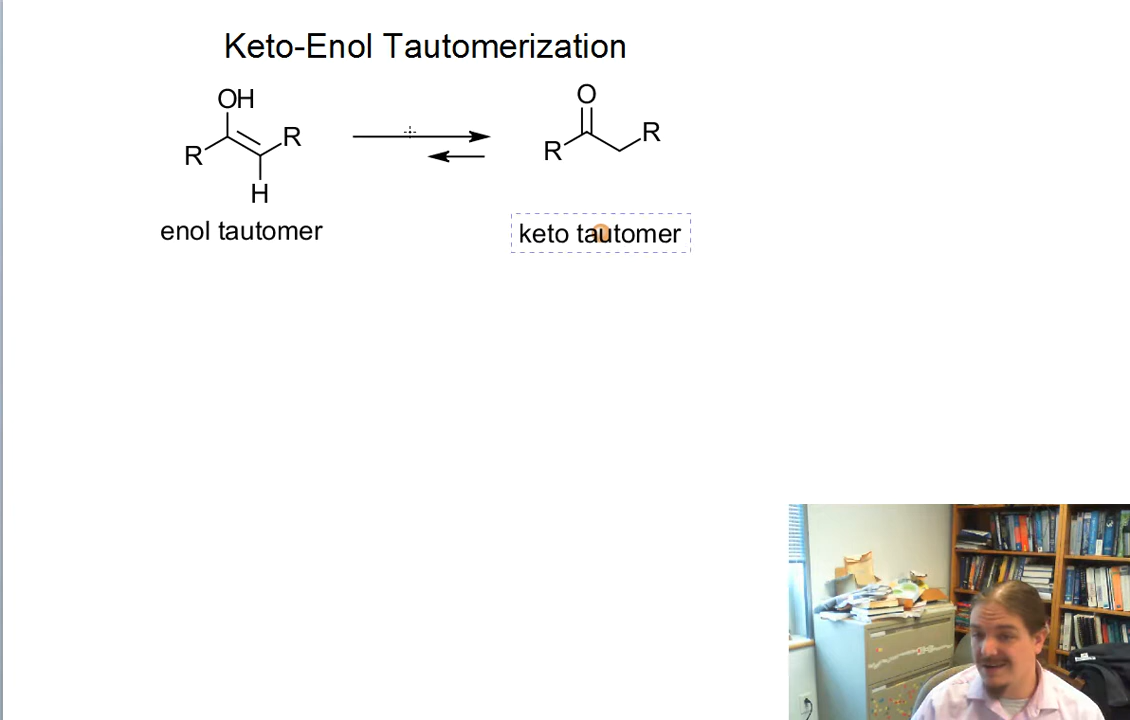 Keto-Enol Tautomerization
OH
R
R
H
enol tautomer
O
R
R
keto tautomer